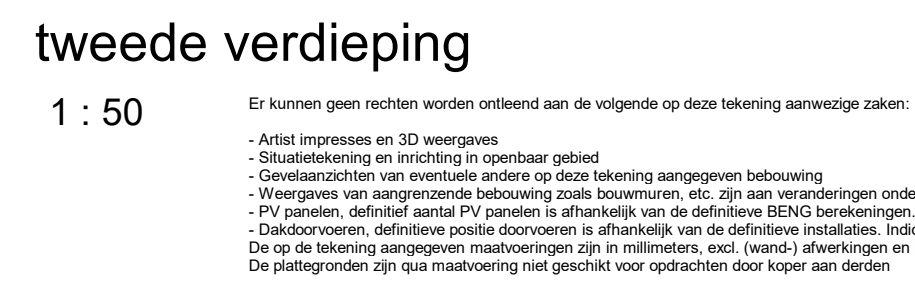 tweede verdieping
1 : 50
Er kunnen geen rechten worden ontleend aan de volgende op deze tekening aanwezige zaken:
- Artist impresses en 3D weergaves
- Situatietekening en inrichting in openbaar gebied
- Gevelaanzichten van eventuele andere op deze tekening aangegeven bebouwing
- Weergaves van aangrenzende bebouwing zoals bouwmuren, etc. zijn aan veranderingen onde
- PV panelen, definitief aantal PV panelen is afhankelijk van de definitieve BENG berekeningen.
- Dakdoorvoeren, definitieve positie doorvoeren is afhankelijk van de definitieve installaties. Indic
De op de tekening aangegeven maatvoeringen zijn in millimeters, excl. (wand-) afwerkingen en
De plattegronden zijn qua maatvoering niet geschikt voor opdrachten door koper aan derden